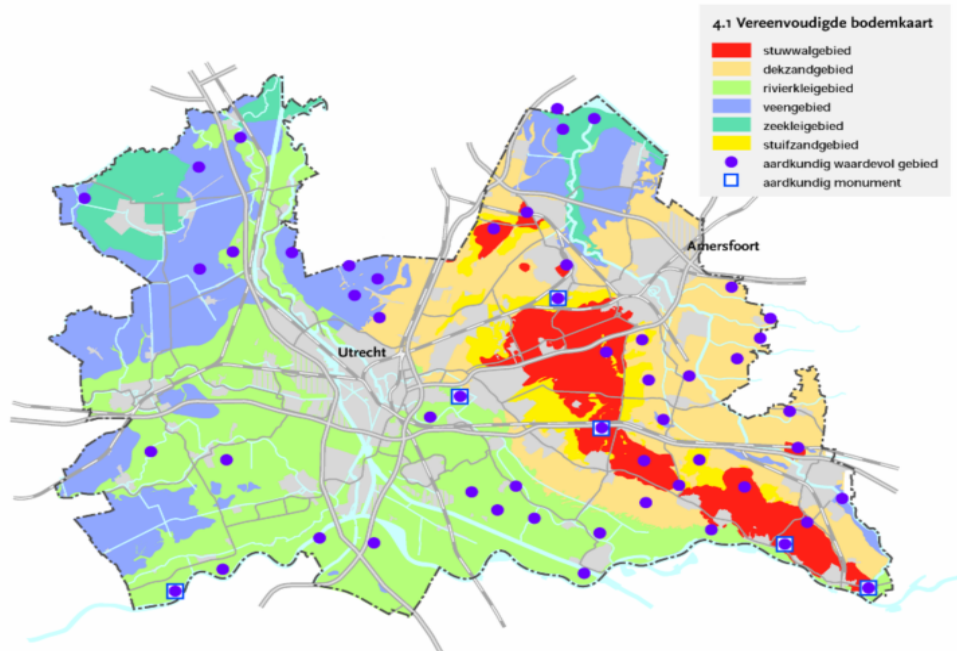 4.1 Vereenvoudigde bodemkaart
stuwwalgebied
dekzandgebied
rivierkleigebied
veengebied
zeekleigebied
stuifzandgebied
aardkundig waardevol gebied
aardkundig monument
Amersfoort
Utrecht